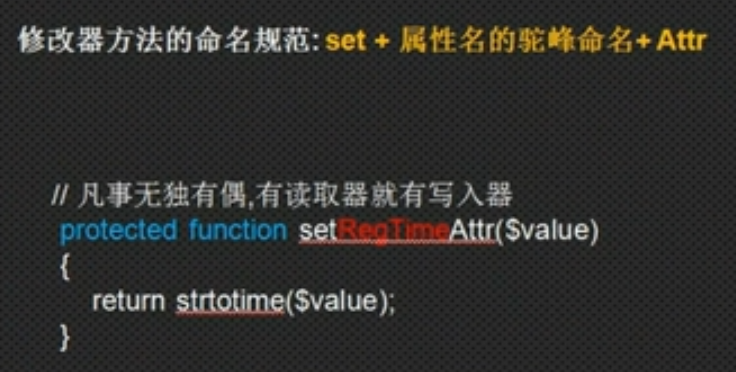 修改器方法的命名规范: set + 属性名的驼峰命名+ Attr
// 凡事无独有偶,有读取器就有写入器
protected function setRegTimeAttr($value)
{
return strtotime($value);
}